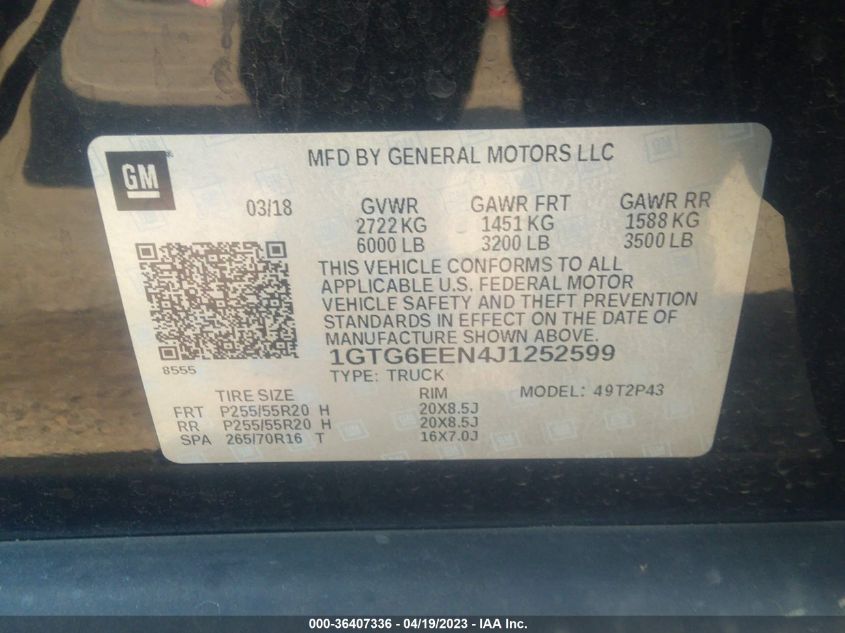 GM
MFD BY GENERAL MOTORS LLC
03/18 GVWR GAWR FRT GAWR RR
2722 KG 1451 KG 1588 KG
6000 LB 3200 LB 3500 LB
THIS VEHICLE CONFORMS TO ALL
APPLICABLE U.S. FEDERAL MOTOR
VEHICLE SAFETY AND THEFT PREVENTION
STANDARDS IN EFFECT ON THE DATE OF
MANUFACTURE SHOWN ABOVE.
1GTG6EEN4J1252599
8555
TYPE: TRUCK
TIRE SIZE RIM MODEL: 49T2P43
FRT P255/55R20 H 20X8.5J
RR P255/55R20 H 20X8.5J
SPA 265/70R16 T 16X7.0J
000-36407336 - 04/19/2023 - IAA Inc.